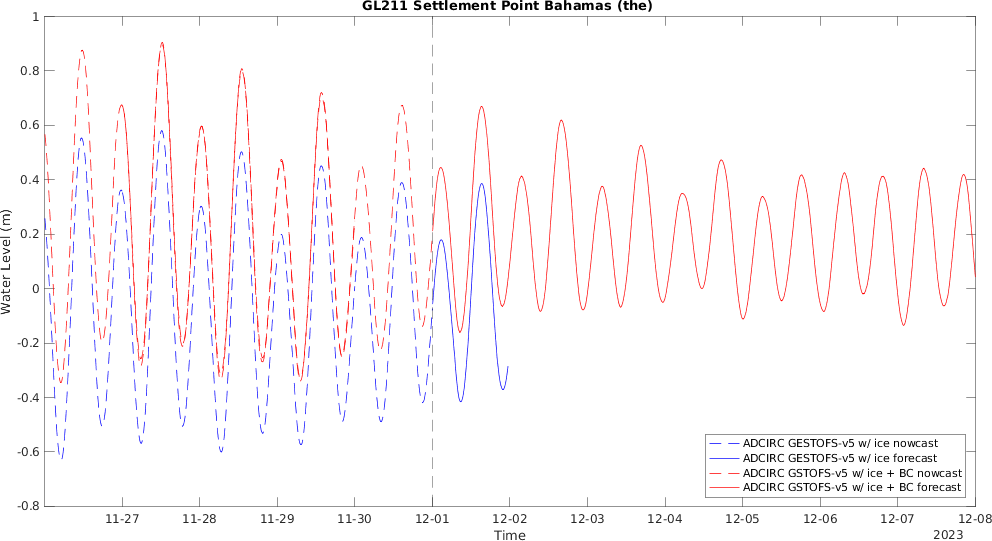 GL211 Settlement Point Bahamas (the)
1
0.8
0.6
0.4
0.2
0
-0.2
-0.4
-0.6
-0.8
Water Level (m)
ADCIRC GESTOFS-v5 w/ ice nowcast
ADCIRC GESTOFS-v5 w/ ice forecast
ADCIRC GSTOFS-v5 w/ ice + BC nowcast
ADCIRC GSTOFS-v5 w/ ice + BC forecast
11-27 11-28 11-29 11-30 12-01 12-02 12-03 12-04 12-05 12-06 12-07 12-08
Time
2023